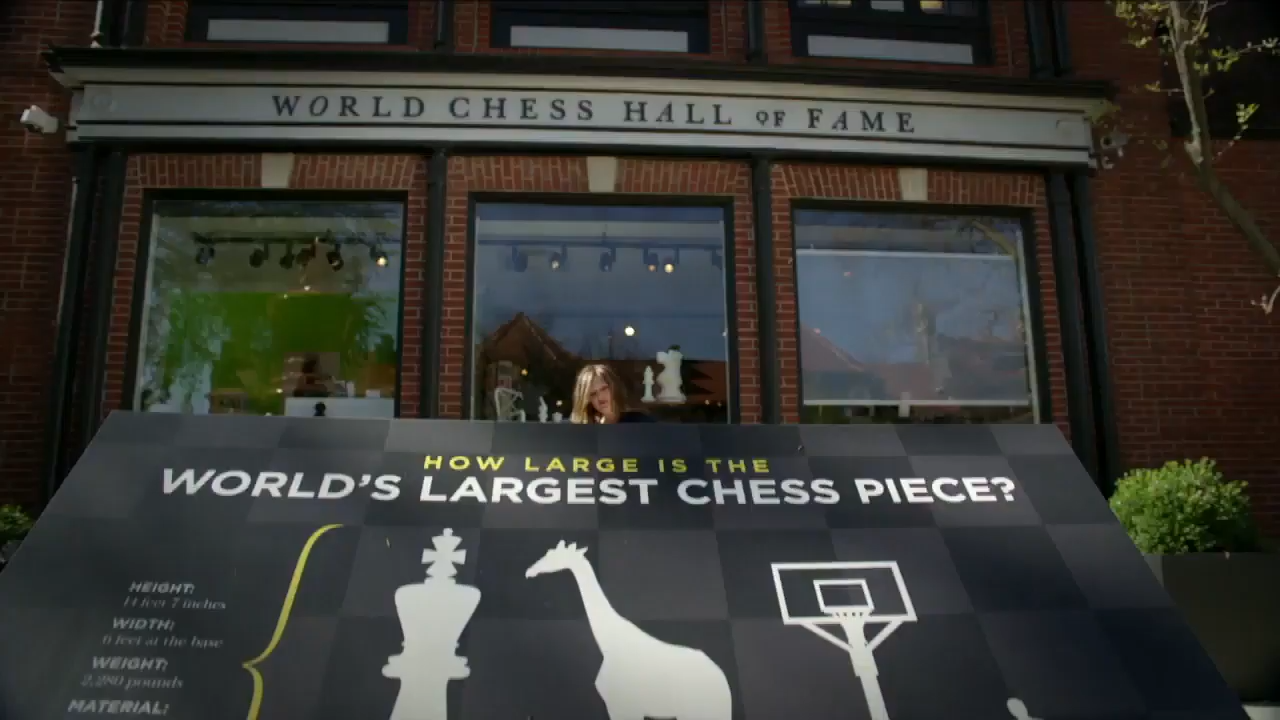 WORLD CHESS HALL OF FAME
HOW LARGE IS THE
WORLD'S LARGEST CHESS PIECE?
HEIGHT:
14 feet 7 inches
WIDTH:
6 feet at the base
WEIGHT:
2,280 pounds
MATERIAL: